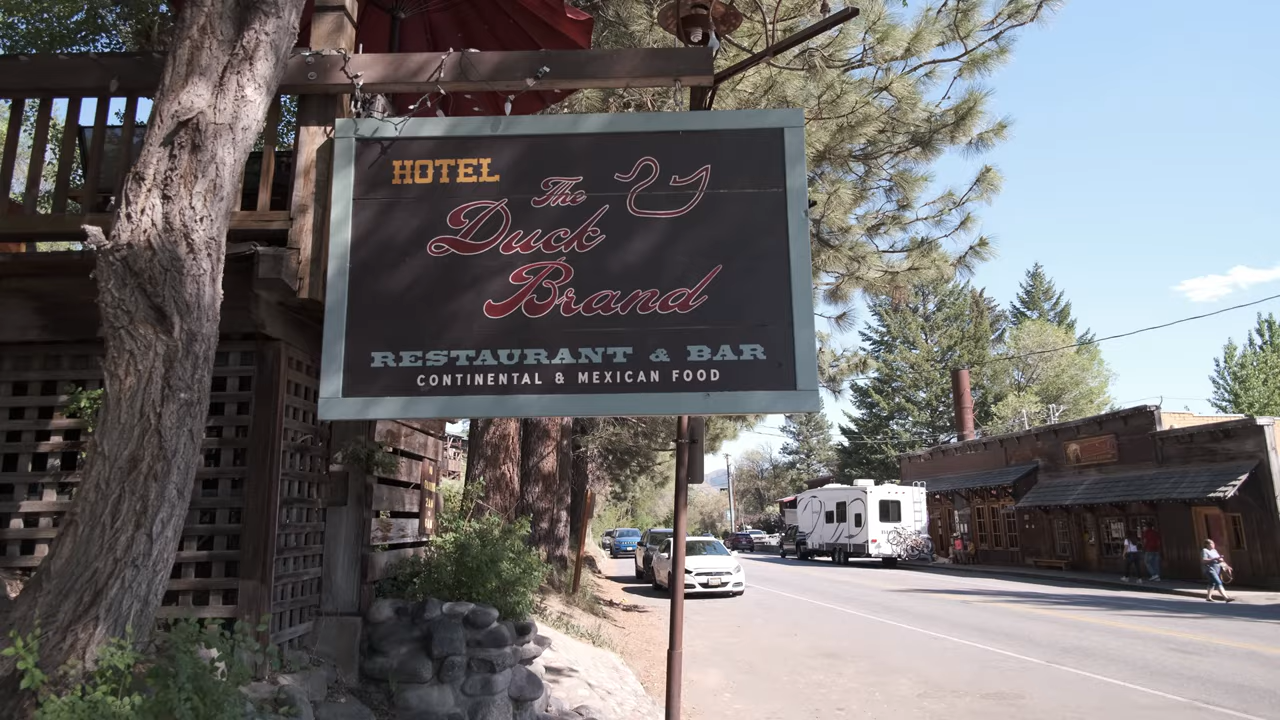 HOTEL
The
Duck
Brand
RESTAURANT & BAR
CONTINENTAL & MEXICAN FOOD